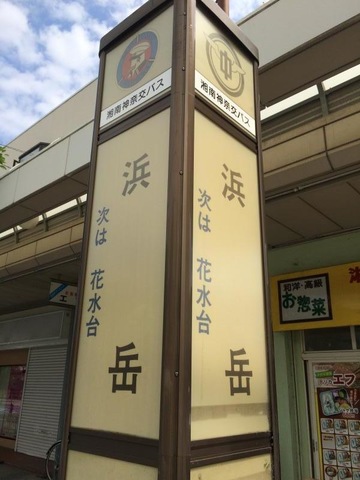 湘南神奈交バス
浜岳
次は 花水台
湘南神奈交バス
浜岳
次は 花水台
和洋・高級
お惣菜